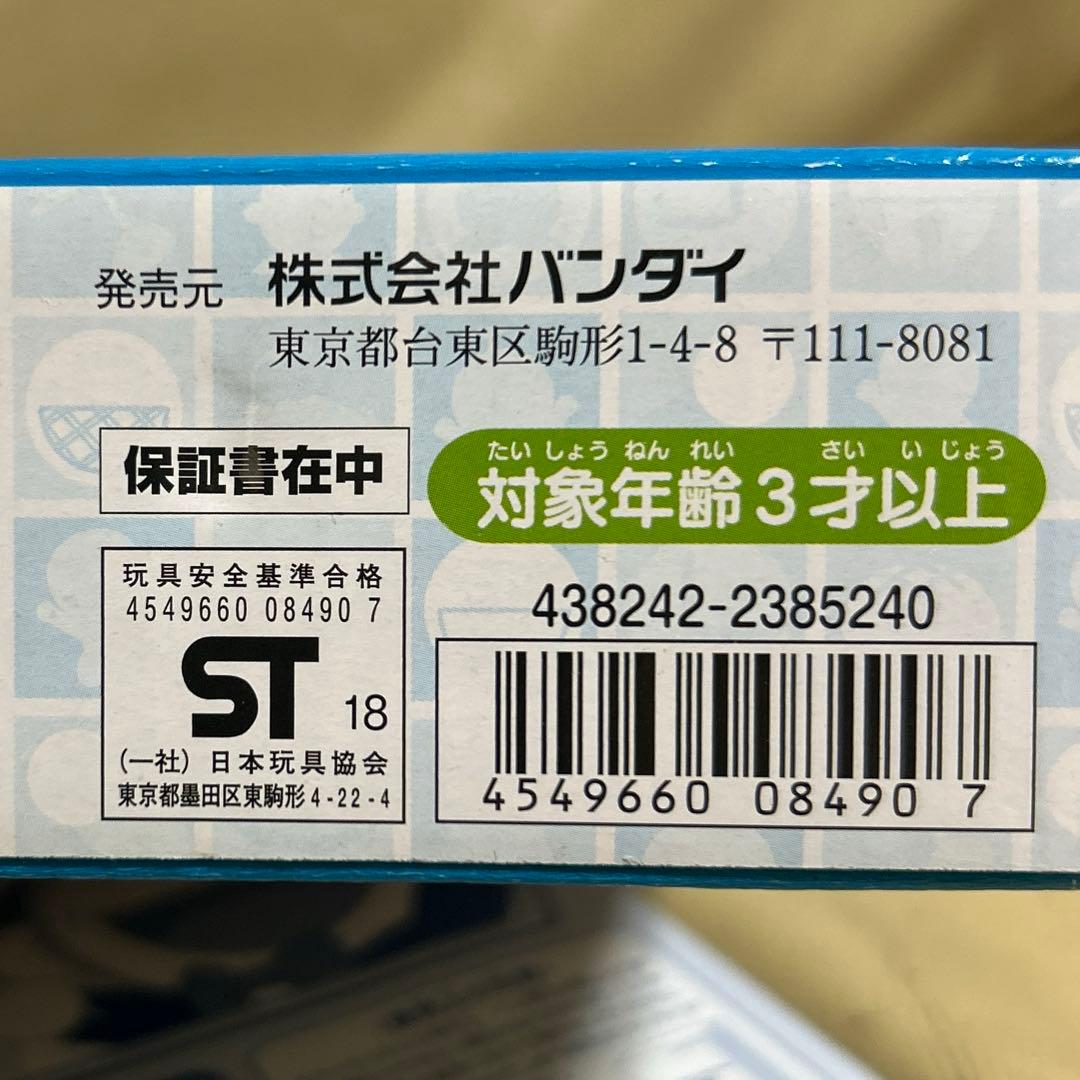 発売元 株式会社バンダイ
東京都台東区駒形1-4-8 〒111-8081
保証書在中
たいしょうねんれい さいいじょう
対象年齢3才以上
玩具安全基準合格
4549660 08490 7
ST 18
(一社) 日本玩具協会
東京都墨田区東駒形4-22-4
438242-2385240
4549660 08490 7